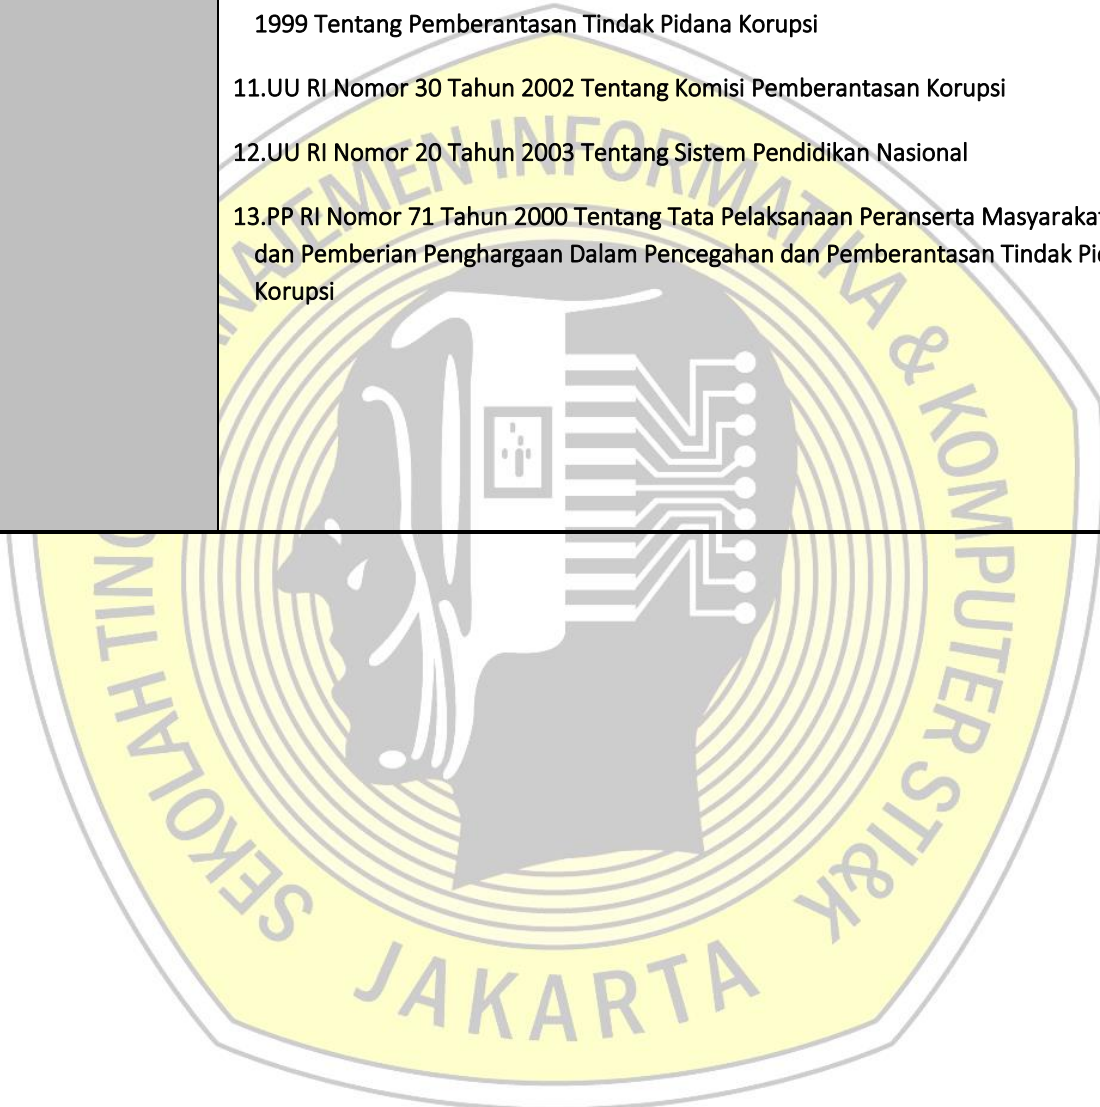 1999 Tentang Pemberantasan Tindak Pidana Korupsi
11.UU RI Nomor 30 Tahun 2002 Tentang Komisi Pemberantasan Korupsi
12.UU RI Nomor 20 Tahun 2003 Tentang Sistem Pendidikan Nasional
13.PP RI Nomor 71 Tahun 2000 Tentang Tata Pelaksanaan Peranserta
dan Pemberian Penghargaan Dalam Pencegahan dan Pemberantasan Tindak
Korupsi
SEKOLAH & KOMPUTER STI&K
INFORMATIKA
JAKARTA